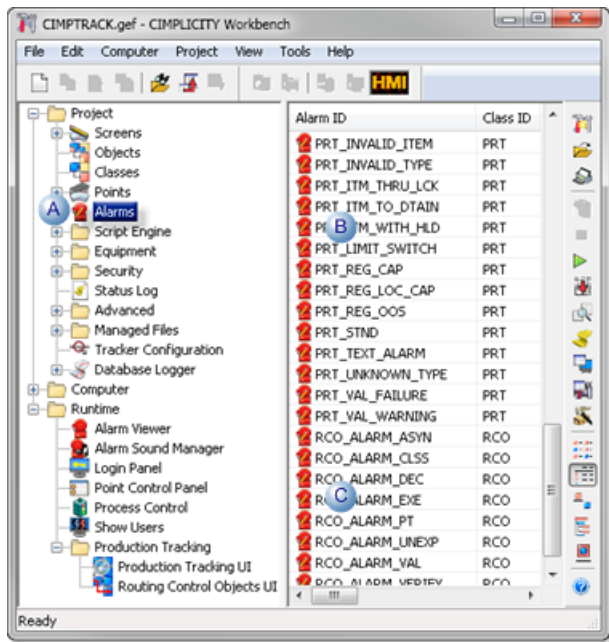 CIMPTRACK.gef - CIMPLICITY Workbench
File Edit Computer Project View Tools Help
HMI
Project
Screens
Objects
Classes
Points
A
Alarms
Script Engine
Equipment
Security
Status Log
Advanced
Managed Files
Tracker Configuration
Database Logger
Computer
Runtime
Alarm Viewer
Alarm Sound Manager
Login Panel
Point Control Panel
Process Control
Show Users
Production Tracking
Production Tracking UI
Routing Control Objects UI
Alarm ID Class ID
PRT_INVALID_ITEM PRT
PRT_INVALID_TYPE PRT
PRT_ITM_THRU_LCK PRT
PRT_ITM_TO_DTAIN PRT
B
TM_WITH_HLD PRT
PRT_LIMIT_SWITCH PRT
PRT_REG_CAP PRT
PRT_REG_LOC_CAP PRT
PRT_REG_OOS PRT
PRT_STND PRT
PRT_TEXT_ALARM PRT
PRT_UNKNOWN_TYPE PRT
PRT_VAL_FAILURE PRT
PRT_VAL_WARNING PRT
RCO_ALARM_ASYN RCO
RCO_ALARM_CLSS RCO
RCO_ALARM_DEC RCO
C
ALARM_EXE RCO
RCO_ALARM_PT RCO
RCO_ALARM_UNEXP RCO
RCO_ALARM_VAL RCO
RCO_ALARM_VERIFY RCO
Ready